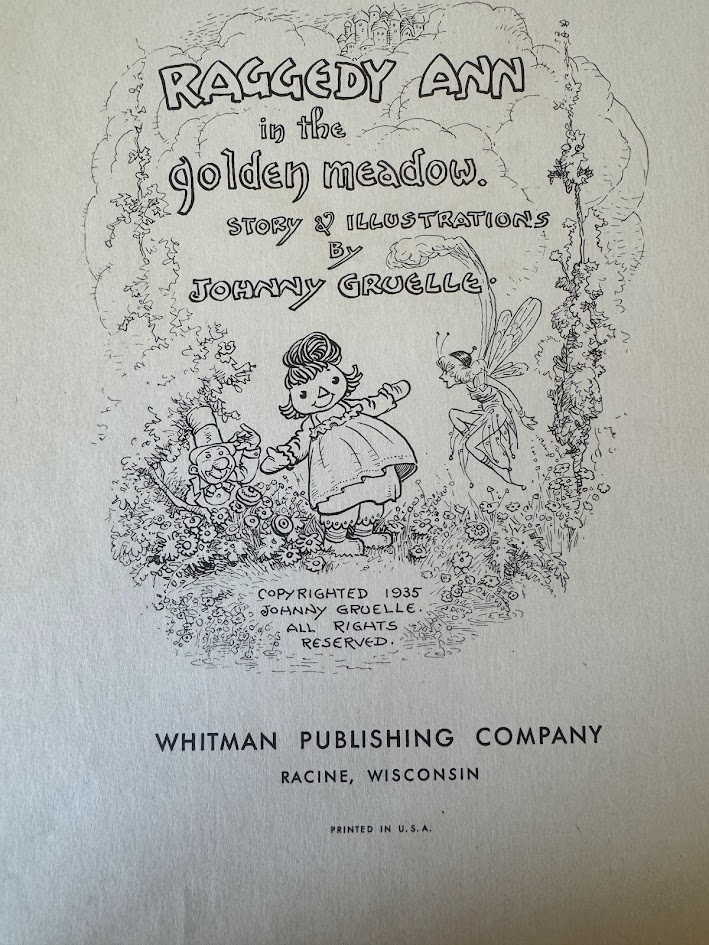 RAGGEDY ANN
in the
golden meadow.
STORY & ILLUSTRATIONS
By
JOHNNY GRUELLE.
COPYRIGHTED 1935
JOHNNY GRUELLE.
ALL RIGHTS
RESERVED.
WHITMAN PUBLISHING COMPANY
RACINE, WISCONSIN
PRINTED IN U.S.A.